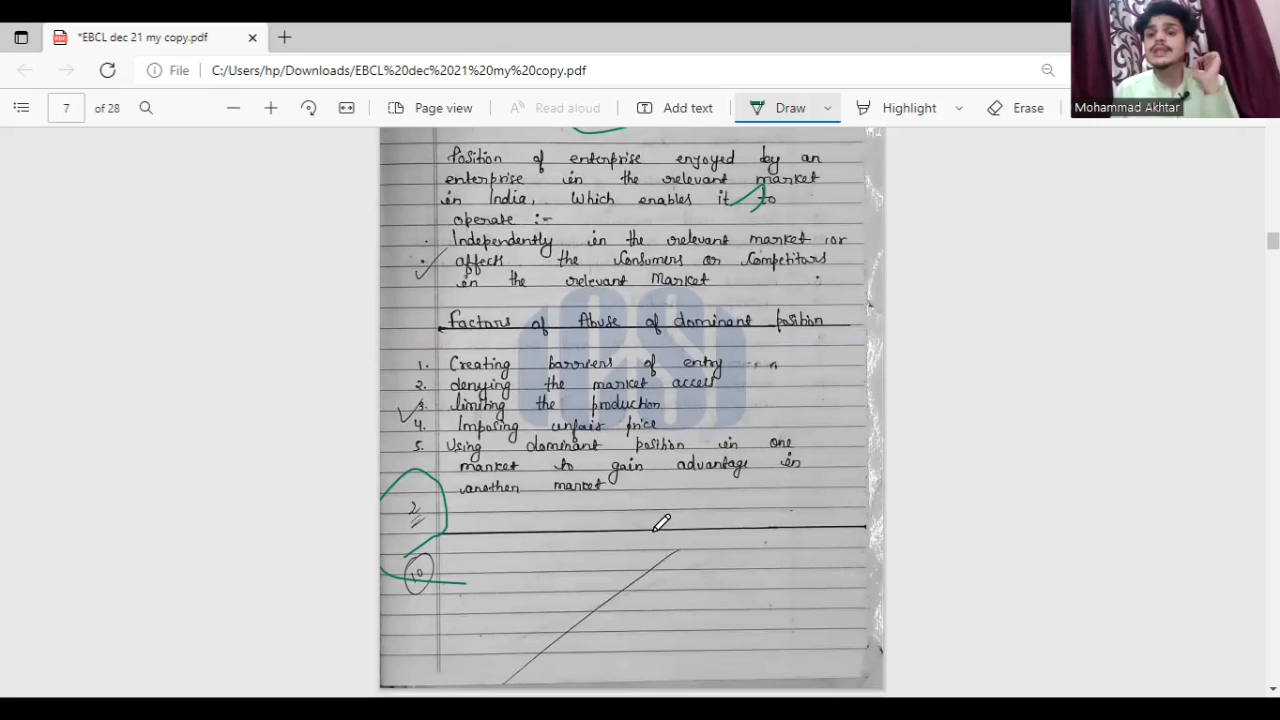 *EBCL dec 21 my copy.pdf
File C:/Users/hp/Downloads/EBCL%20dec%2021%20my%20copy.pdf
7 of 28 Page view Read aloud Add text Draw Highlight Erase
Mohammad Akhtar
Position of enterprise enjoyed by an
enterprise in the relevant market
in India, Which enables it to
operate :-
· Independently in the relevant market or
· affects the Consumers or Competitors
in the relevant Market
Factors of Abuse of dominant position
1. Creating barriers of entry
2. denying the market access
3. limiting the production
4. Imposing unfair price
5. Using dominant position in one
market to gain advantage in
another market
2
10
ICSI